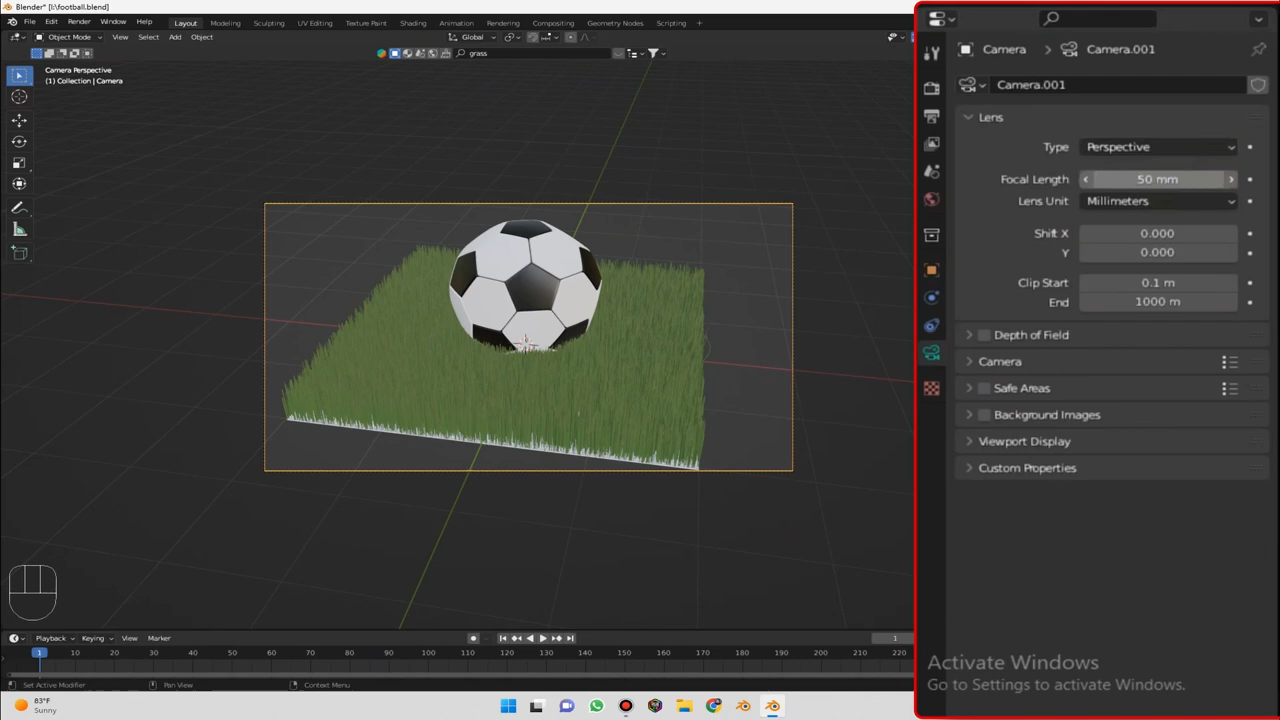 Blender* [I:\football.blend]
File Edit Render Window Help Layout Modeling Sculpting UV Editing Texture Paint Shading Animation Rendering Compositing Geometry Nodes Scripting +
Object Mode View Select Add Object Global
grass
Camera Perspective
(1) Collection | Camera
Camera > Camera.001
Camera.001
Lens
Type Perspective
Focal Length 50 mm
Lens Unit Millimeters
Shift X 0.000
Y 0.000
Clip Start 0.1 m
End 1000 m
Depth of Field
Camera
Safe Areas
Background Images
Viewport Display
Custom Properties
Playback Keying View Marker 1
1 10 20 30 40 50 60 70 80 90 100 110 120 130 140 150 160 170 180 190 200 210 220
Set Active Modifier Pan View Context Menu
Activate Windows
Go to Settings to activate Windows.
83°F
Sunny